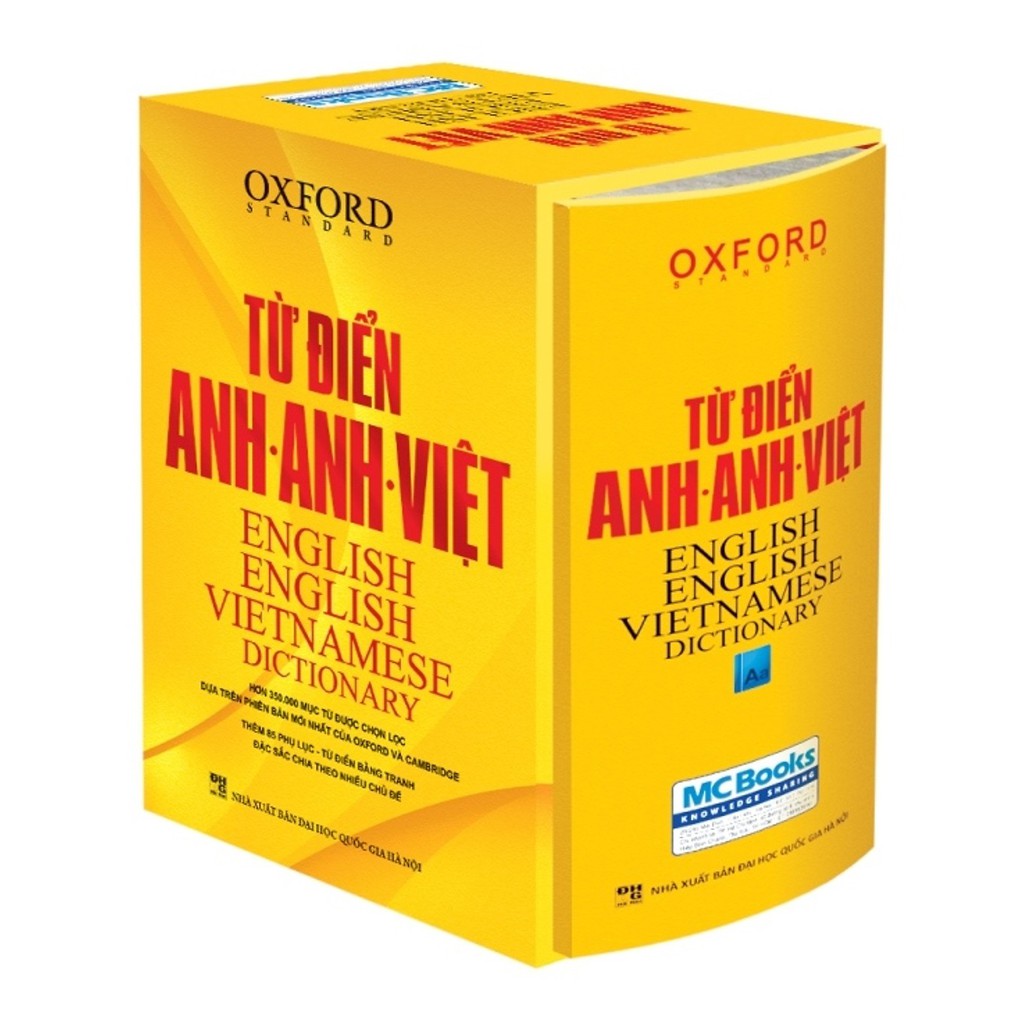 OXFORD
STANDARD
TỪ ĐIỂN
ANH·ANH·VIỆT
ENGLISH
ENGLISH
VIETNAMESE
DICTIONARY
HƠN 350.000 MỤC TỪ ĐƯỢC CHỌN LỌC
DỰA TRÊN PHIÊN BẢN MỚI NHẤT CỦA OXFORD VÀ CAMBRIDGE
THÊM 85 PHỤ LỤC - TỪ ĐIỂN BẰNG TRANH
ĐẶC SẮC CHIA THEO NHIỀU CHỦ ĐỀ
ĐHQG
NHÀ XUẤT BẢN ĐẠI HỌC QUỐC GIA HÀ NỘI
OXFORD
STANDARD
TỪ ĐIỂN
ANH·ANH·VIỆT
ENGLISH
ENGLISH
VIETNAMESE
DICTIONARY
Aa
MCBooks
KNOWLEDGE SHARING
ĐHQG
NHÀ XUẤT BẢN ĐẠI HỌC QUỐC GIA HÀ NỘI